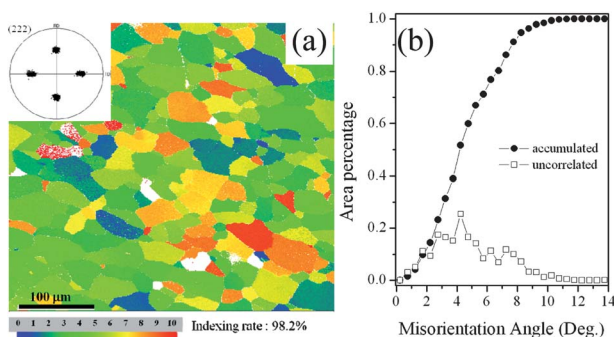 (222)
(a)
100 μm
0 1 2 3 4 5 6 7 8 9 10
Indexing rate : 98.2%
(b)
1.0
0.8
0.6
0.4
0.2
0.0
Area percentage
accumulated
uncorrelated
0 2 4 6 8 10 12 14
Misorientation Angle (Deg.)